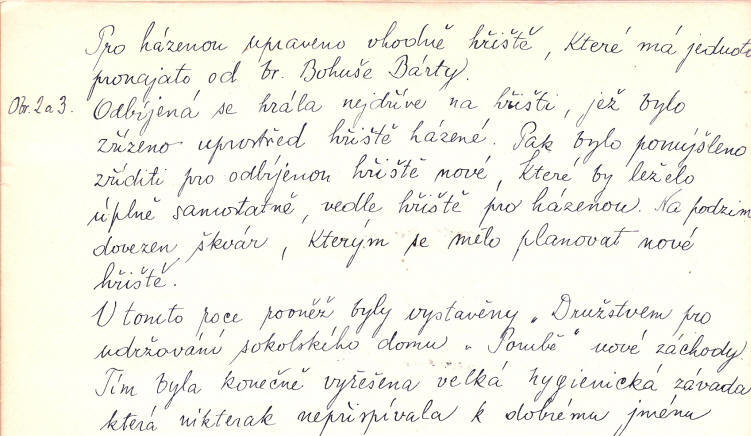 Pro házenou upraveno vhodné hřiště, které má jednota
pronajato od br. Bohuše Bárty.
Obr. 2 a 3. Odbíjená se hrála nejdříve na hřišti, jež bylo
zřízeno uprostřed hřiště házené. Pak bylo pomýšleno
zříditi pro odbíjenou hřiště nové, které by leželo
úplně samostatně, vedle hřiště pro házenou. Na podzim
dovezen škvár, kterým se mělo planovat nové
hřiště.
V tomto roce rovněž byly vystavěny „Družstvem pro
udržování sokolského domu „ Porubě" nové záchody.
Tím byla konečně vyřešena velká hygienická závada
která nikterak nepřispívala k dobrému jménu